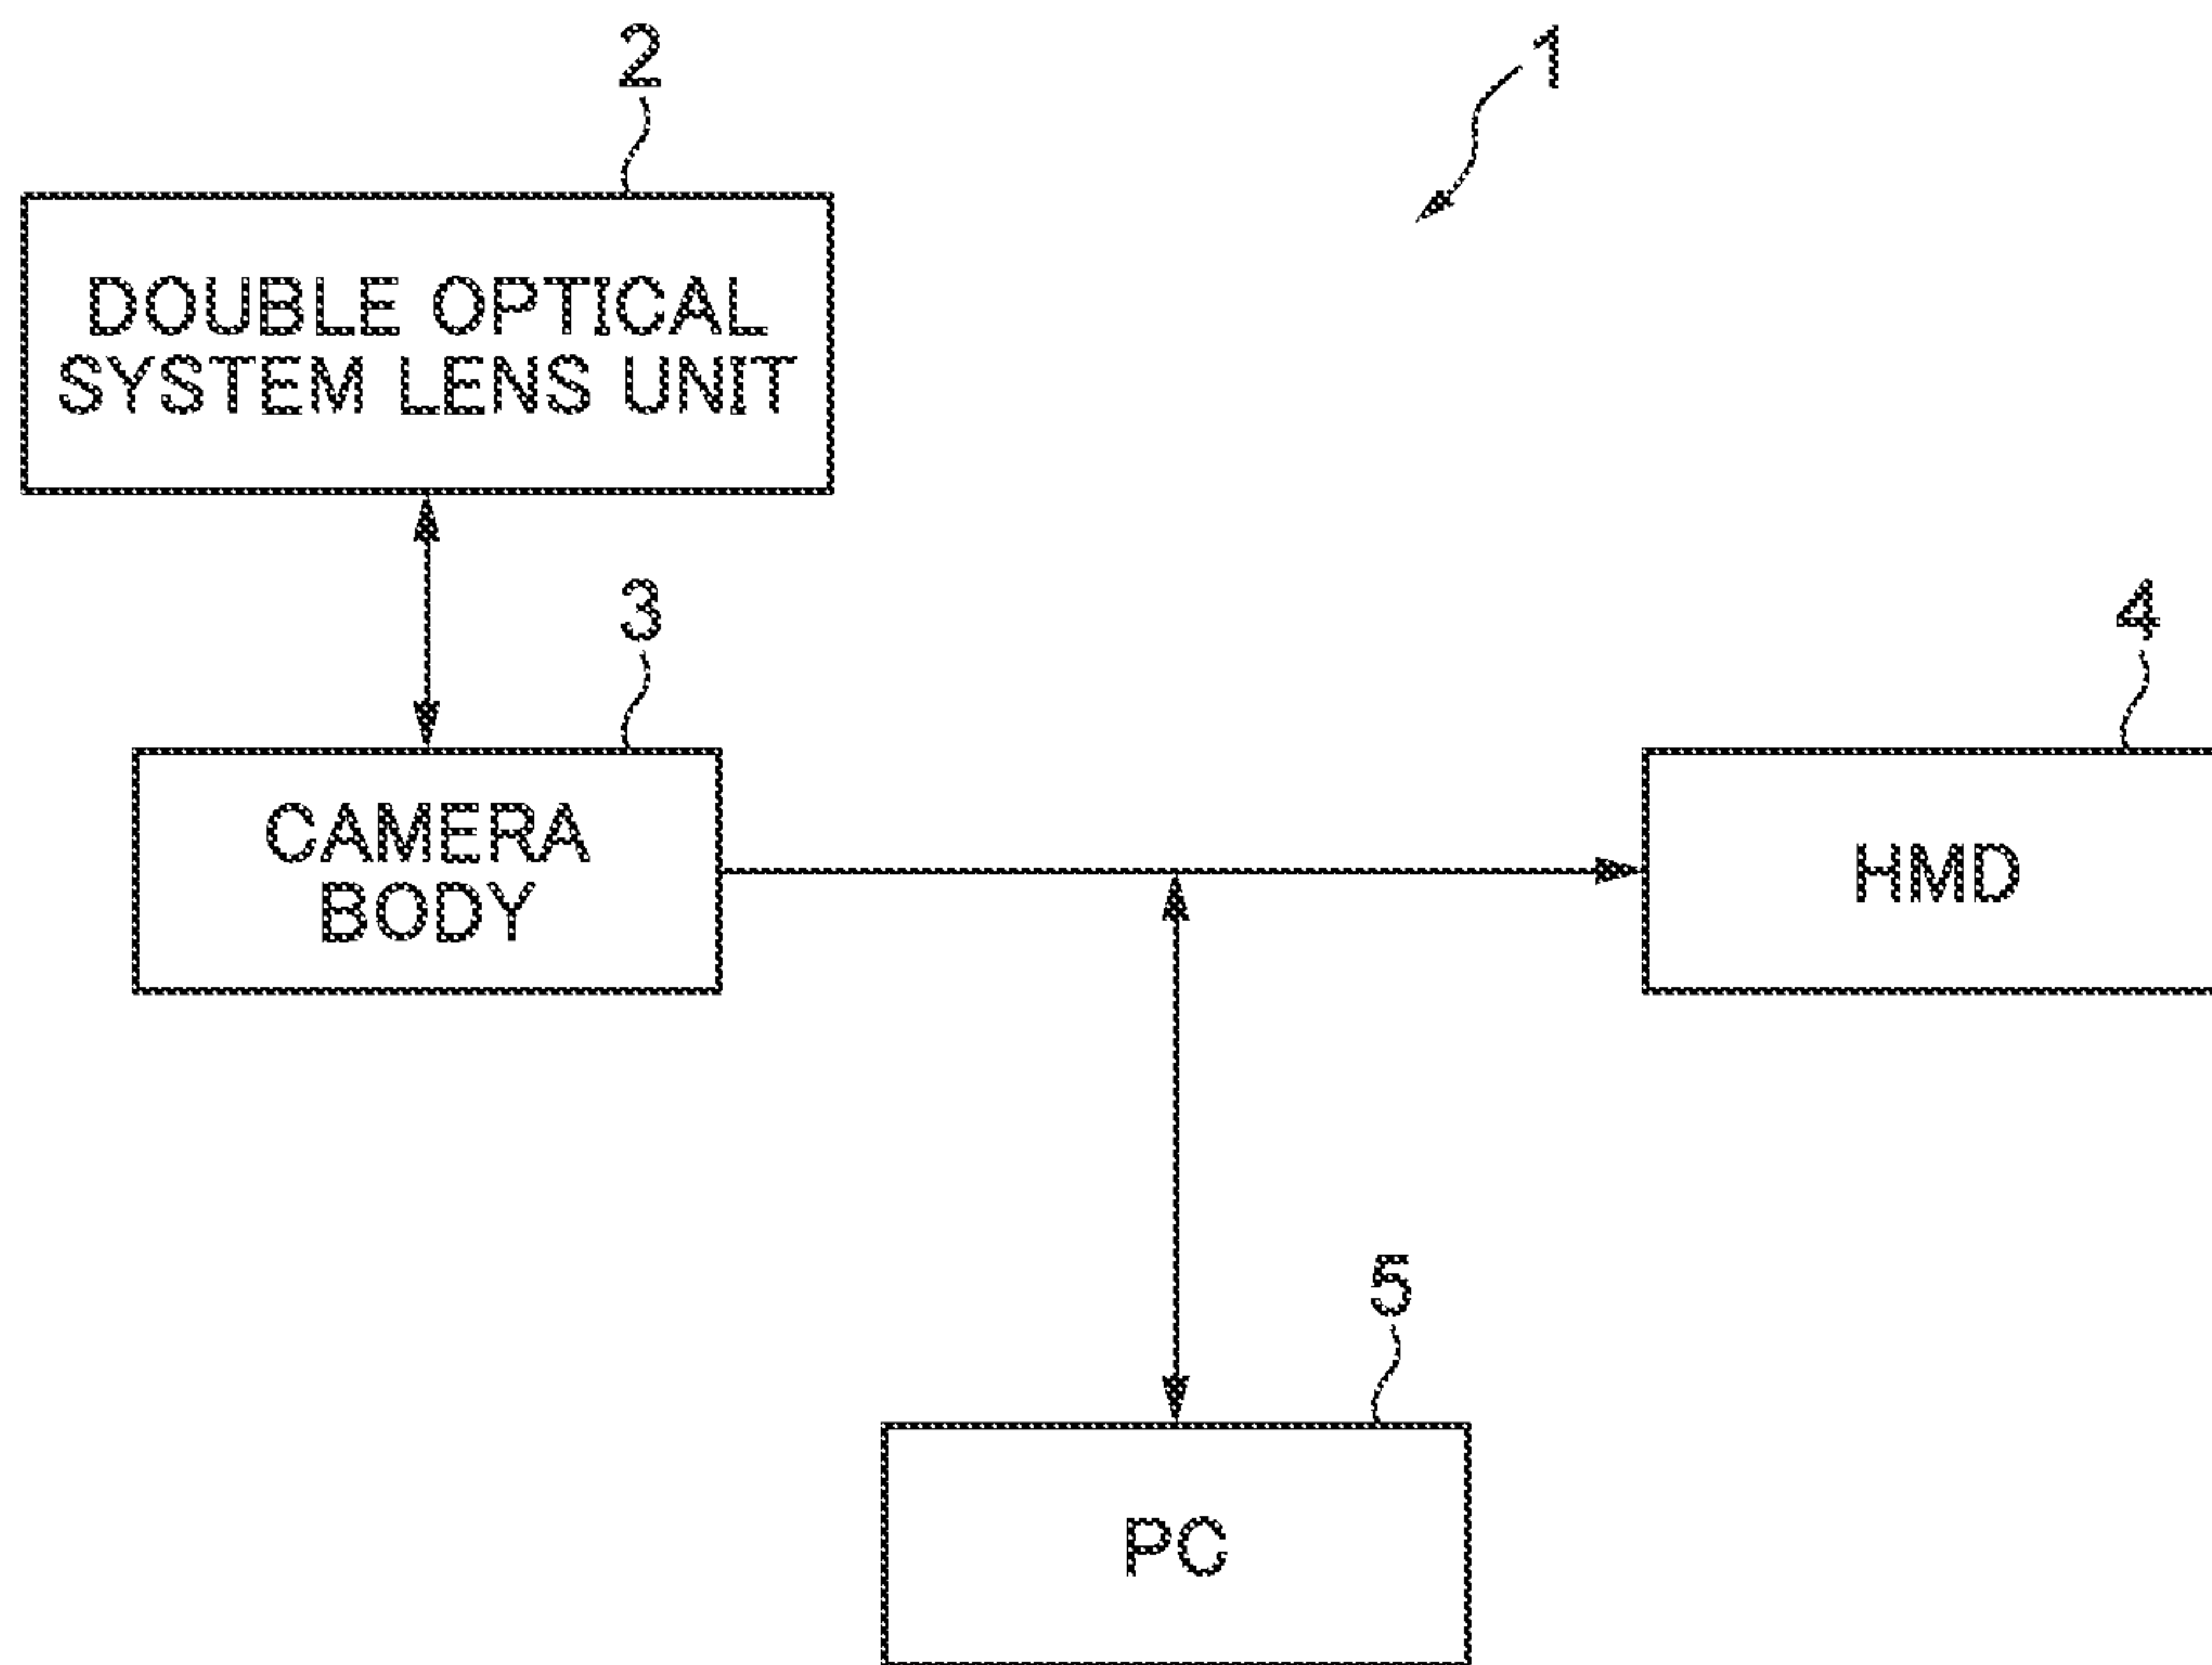 2
1
DOUBLE OPTICAL
SYSTEM LENS UNIT
3
4
CAMERA
BODY
HMD
5
PC